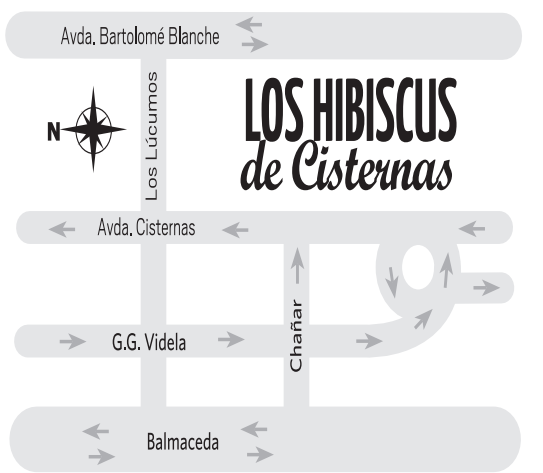 Avda. Bartolomé Blanche
Los Lúcumos
N
LOS HIBISCUS
de Cisternas
Avda. Cisternas
G.G. Videla
Chañar
Balmaceda